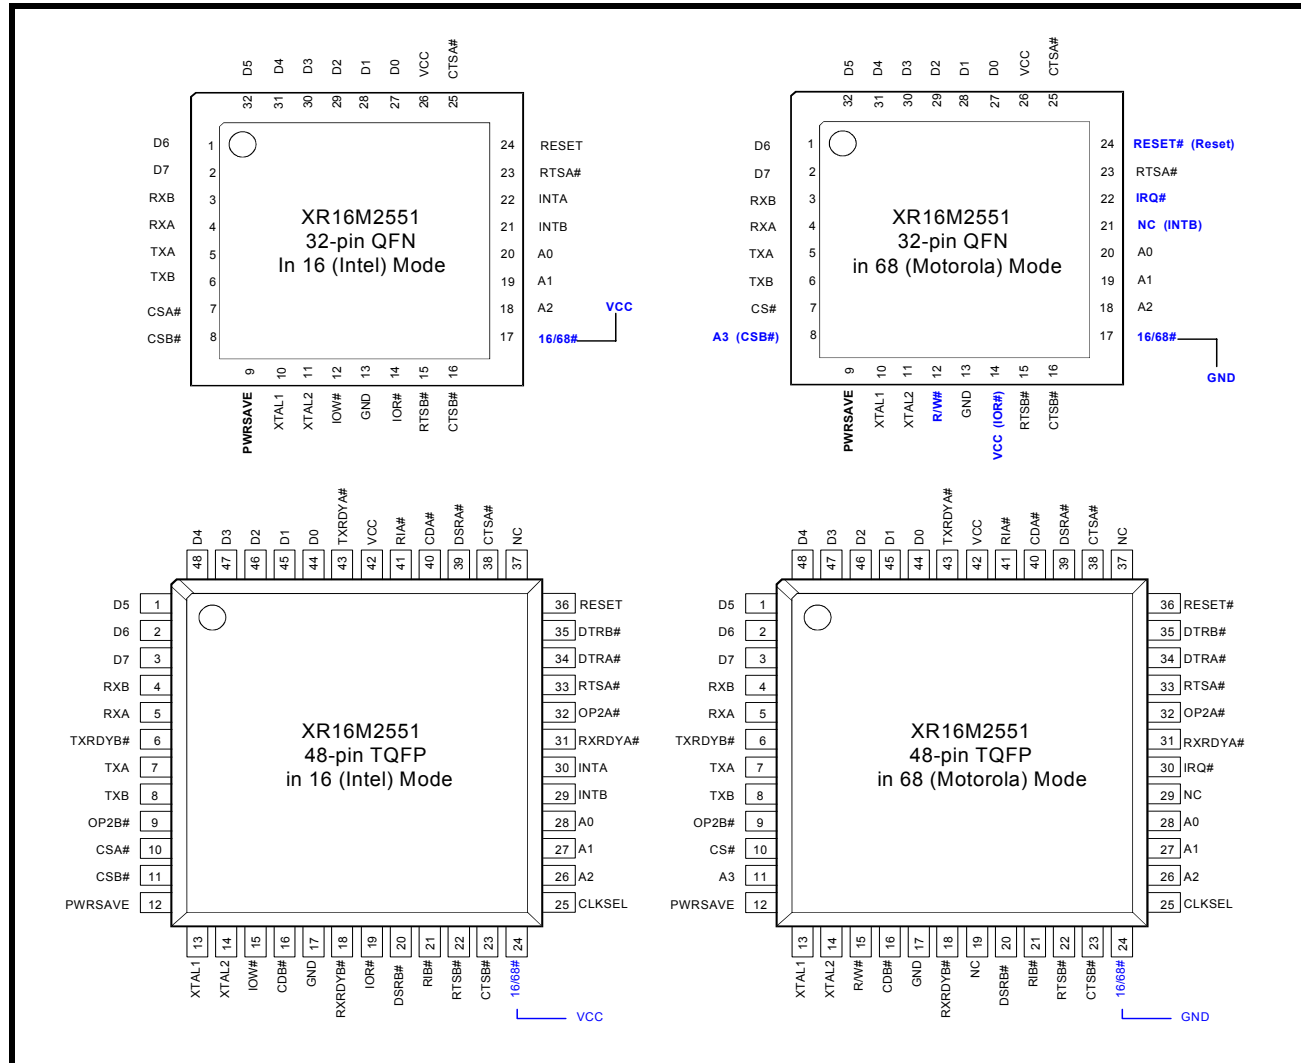 D5
D4
D3
D2
D1
D0
VCC
CTSA#
32
31
30
29
28
27
26
25
D6 1
D7 2
RXB 3
RXA 4
TXA 5
TXB 6
CSA# 7
CSB# 8
XR16M2551
32-pin QFN
In 16 (Intel) Mode
24 RESET
23 RTSA#
22 INTA
21 INTB
20 A0
19 A1
18 A2
17 16/68#
VCC
9
10
11
12
13
14
15
16
PWRSAVE
XTAL1
XTAL2
IOW#
GND
IOR#
RTSB#
CTSB#
D5
D4
D3
D2
D1
D0
VCC
CTSA#
32
31
30
29
28
27
26
25
D6 1
D7 2
RXB 3
RXA 4
TXA 5
TXB 6
CS# 7
A3 (CSB#) 8
XR16M2551
32-pin QFN
in 68 (Motorola) Mode
24 RESET# (Reset)
23 RTSA#
22 IRQ#
21 NC (INTB)
20 A0
19 A1
18 A2
17 16/68#
GND
9
10
11
12
13
14
15
16
PWRSAVE
XTAL1
XTAL2
R/W#
GND
VCC (IOR#)
RTSB#
CTSB#
D4
D3
D2
D1
D0
TXRDYA#
VCC
RIA#
CDA#
DSRA#
CTSA#
NC
48
47
46
45
44
43
42
41
40
39
38
37
D5 1
D6 2
D7 3
RXB 4
RXA 5
TXRDYB# 6
TXA 7
TXB 8
OP2B# 9
CSA# 10
CSB# 11
PWRSAVE 12
XR16M2551
48-pin TQFP
in 16 (Intel) Mode
36 RESET
35 DTRB#
34 DTRA#
33 RTSA#
32 OP2A#
31 RXRDYA#
30 INTA
29 INTB
28 A0
27 A1
26 A2
25 CLKSEL
13
14
15
16
17
18
19
20
21
22
23
24
XTAL1
XTAL2
IOW#
CDB#
GND
RXRDYB#
IOR#
DSRB#
RIB#
RTSB#
CTSB#
16/68#
VCC
D4
D3
D2
D1
D0
TXRDYA#
VCC
RIA#
CDA#
DSRA#
CTSA#
NC
48
47
46
45
44
43
42
41
40
39
38
37
D5 1
D6 2
D7 3
RXB 4
RXA 5
TXRDYB# 6
TXA 7
TXB 8
OP2B# 9
CS# 10
A3 11
PWRSAVE 12
XR16M2551
48-pin TQFP
in 68 (Motorola) Mode
36 RESET#
35 DTRB#
34 DTRA#
33 RTSA#
32 OP2A#
31 RXRDYA#
30 IRQ#
29 NC
28 A0
27 A1
26 A2
25 CLKSEL
13
14
15
16
17
18
19
20
21
22
23
24
XTAL1
XTAL2
R/W#
CDB#
GND
RXRDYB#
NC
DSRB#
RIB#
RTSB#
CTSB#
16/68#
GND